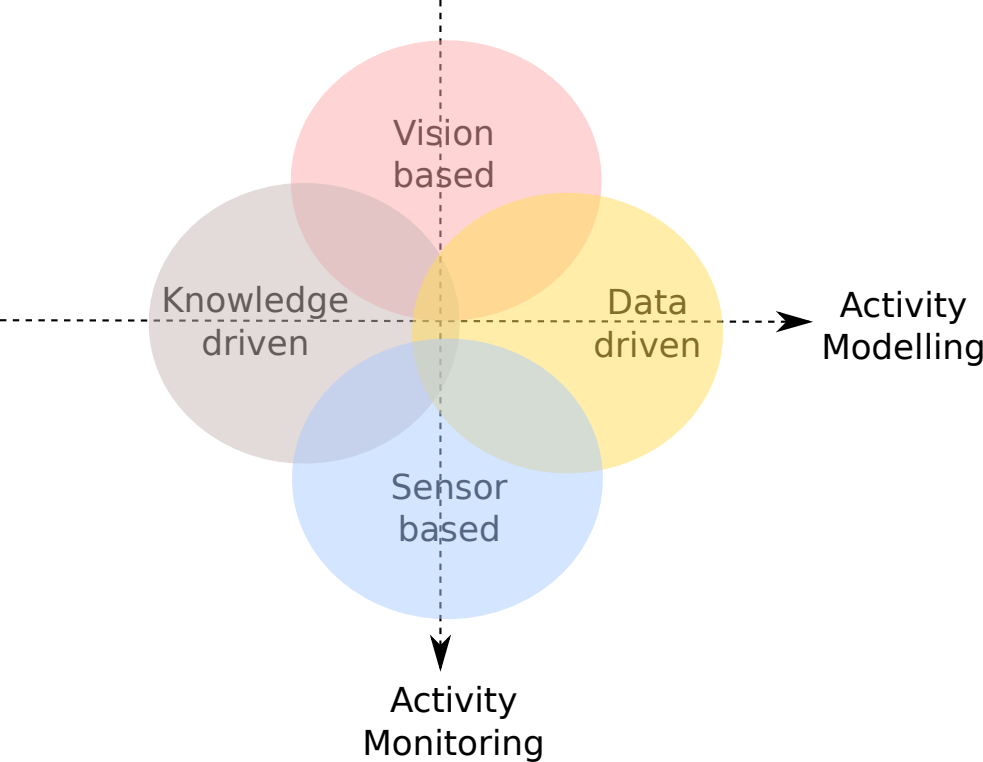 Vision
based
Knowledge
driven
Data
driven
Activity
Modelling
Sensor
based
Activity
Monitoring